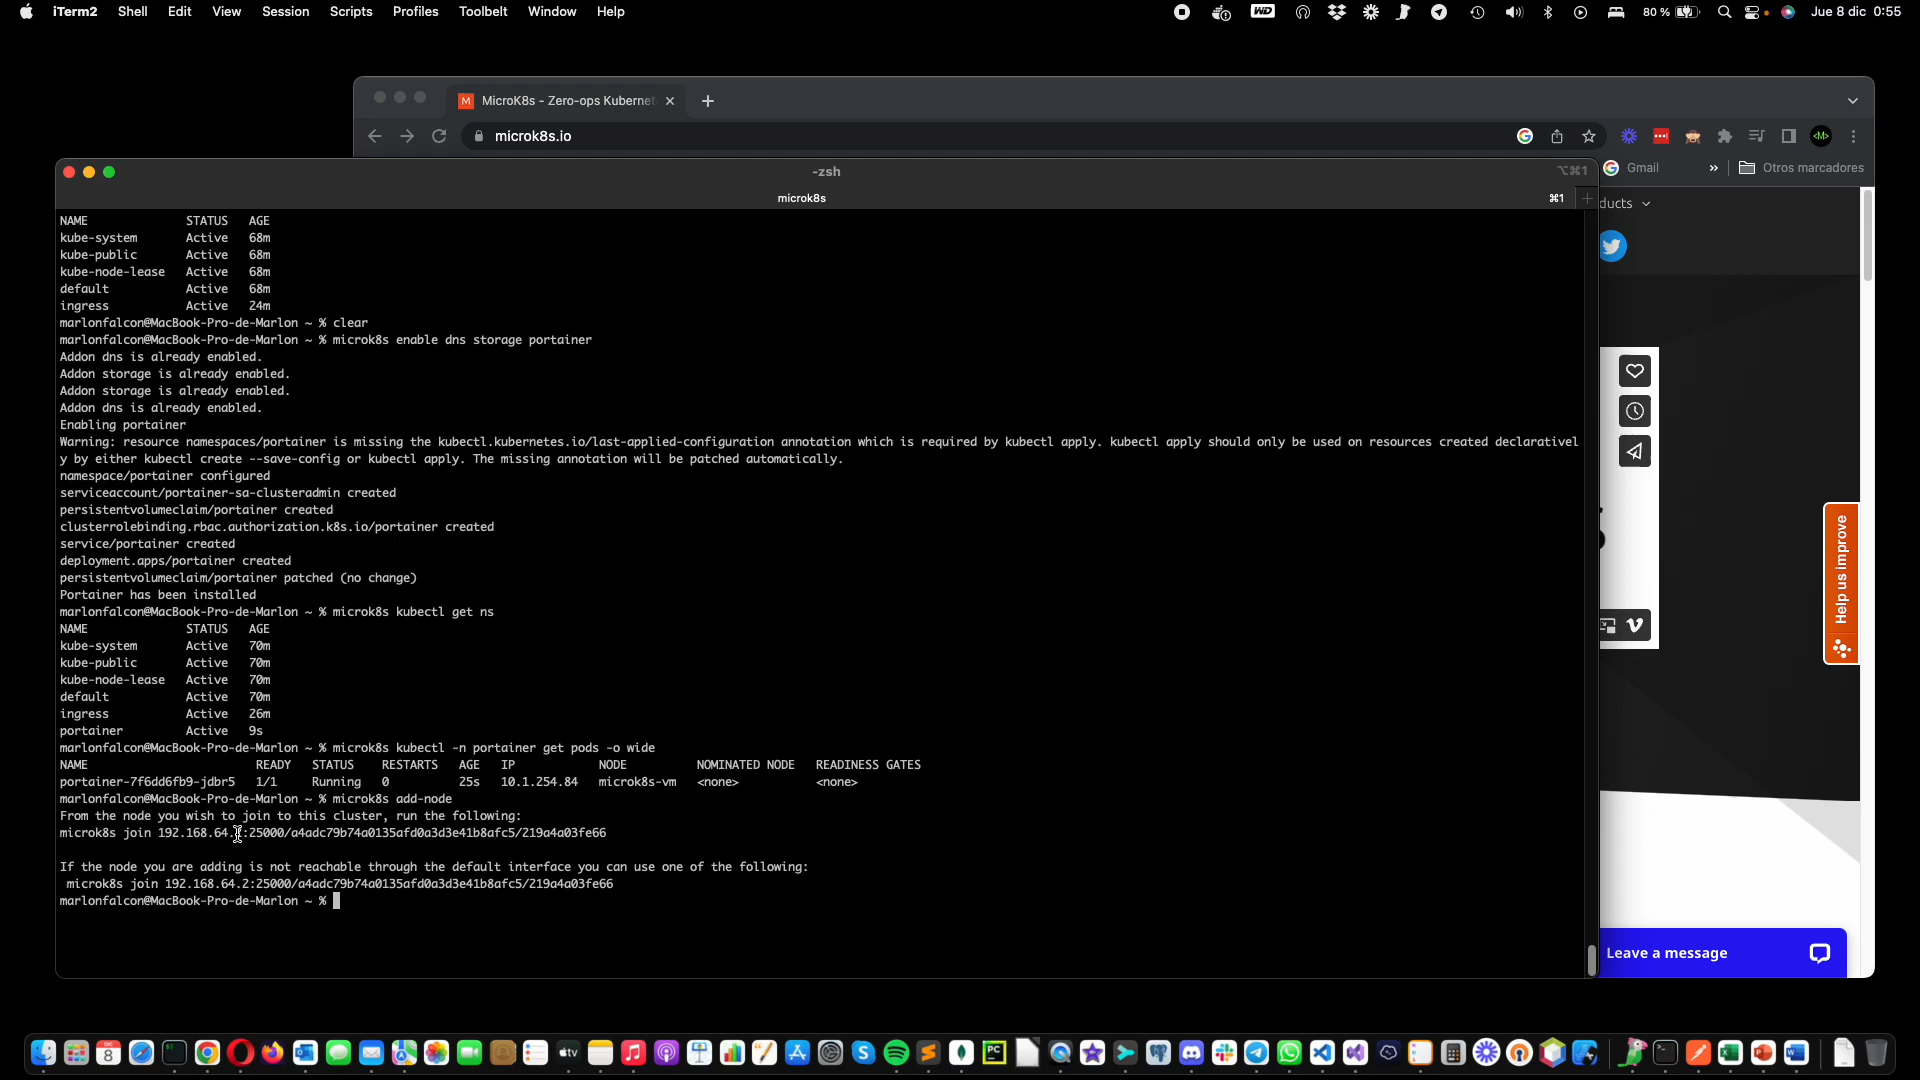 iTerm2 Shell Edit View Session Scripts Profiles Toolbelt Window Help WD 80 % Jue 8 dic 0:55
M MicroK8s - Zero-ops Kubernet
microk8s.io
-zsh ⌥⌘1
Gmail » Otros marcadores
microk8s ⌘1
ducts
NAME STATUS AGE
kube-system Active 68m
kube-public Active 68m
kube-node-lease Active 68m
default Active 68m
ingress Active 24m
marlonfalcon@MacBook-Pro-de-Marlon ~ % clear
marlonfalcon@MacBook-Pro-de-Marlon ~ % microk8s enable dns storage portainer
Addon dns is already enabled.
Addon storage is already enabled.
Addon storage is already enabled.
Addon dns is already enabled.
Enabling portainer
Warning: resource namespaces/portainer is missing the kubectl.kubernetes.io/last-applied-configuration annotation which is required by kubectl apply. kubectl apply should only be used on resources created declarativel
y by either kubectl create --save-config or kubectl apply. The missing annotation will be patched automatically.
namespace/portainer configured
serviceaccount/portainer-sa-clusteradmin created
persistentvolumeclaim/portainer created
clusterrolebinding.rbac.authorization.k8s.io/portainer created
service/portainer created
deployment.apps/portainer created
persistentvolumeclaim/portainer patched (no change)
Portainer has been installed
marlonfalcon@MacBook-Pro-de-Marlon ~ % microk8s kubectl get ns
NAME STATUS AGE
kube-system Active 70m
kube-public Active 70m
kube-node-lease Active 70m
default Active 70m
ingress Active 26m
portainer Active 9s
marlonfalcon@MacBook-Pro-de-Marlon ~ % microk8s kubectl -n portainer get pods -o wide
NAME READY STATUS RESTARTS AGE IP NODE NOMINATED NODE READINESS GATES
portainer-7f6dd6fb9-jdbr5 1/1 Running 0 25s 10.1.254.84 microk8s-vm <none> <none>
marlonfalcon@MacBook-Pro-de-Marlon ~ % microk8s add-node
From the node you wish to join to this cluster, run the following:
microk8s join 192.168.64.2:25000/a4adc79b74a0135afd0a3d3e41b8afc5/219a4a03fe66
If the node you are adding is not reachable through the default interface you can use one of the following:
microk8s join 192.168.64.2:25000/a4adc79b74a0135afd0a3d3e41b8afc5/219a4a03fe66
marlonfalcon@MacBook-Pro-de-Marlon ~ %
Help us improve
Leave a message